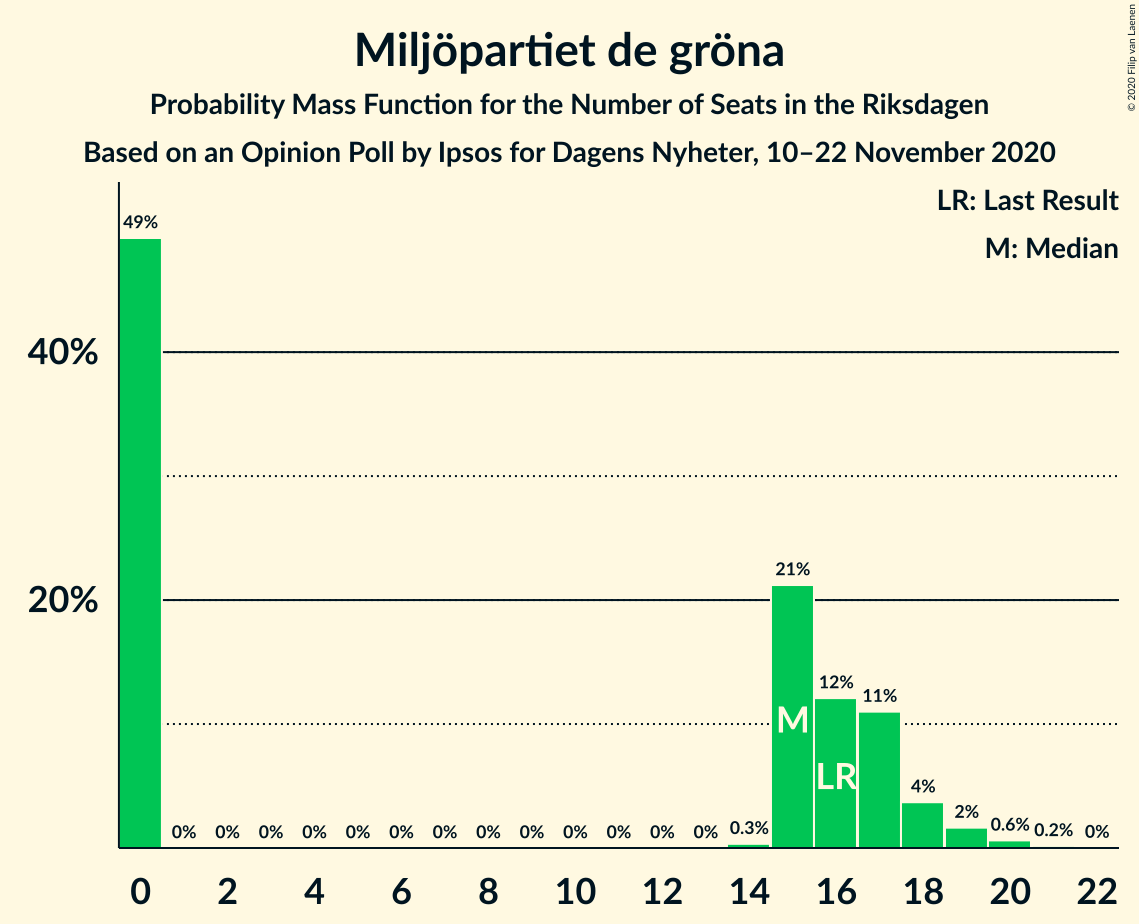 Miljöpartiet de gröna
Probability Mass Function for the Number of Seats in the Riksdagen
Based on an Opinion Poll by Ipsos for Dagens Nyheter, 10–22 November 2020
© 2020 Filip van Laenen
LR: Last Result
M: Median
49%
40%
21%
20%
12%
11%
M
LR
4%
2%
0% 0% 0% 0% 0% 0% 0% 0% 0% 0% 0% 0% 0% 0.3% 0.6% 0.2% 0%
0 2 4 6 8 10 12 14 16 18 20 22